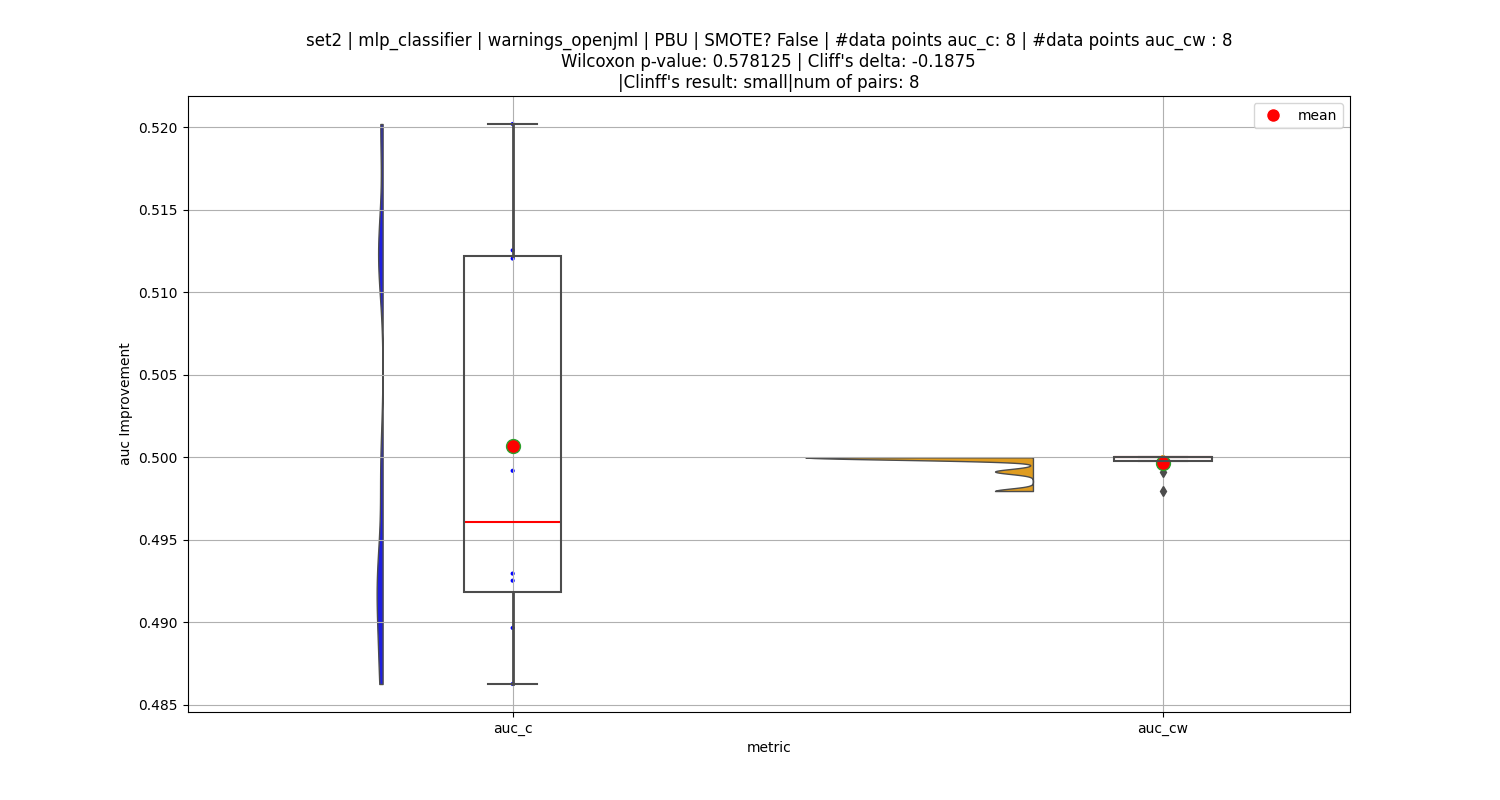 set2 | mlp_classifier | warnings_openjml | PBU | SMOTE? False | #data points auc_c: 8 | #data points auc_cw : 8
Wilcoxon p-value: 0.578125 | Cliff's delta: -0.1875
|Clinff's result: small|num of pairs: 8
mean
0.520
0.515
0.510
0.505
0.500
0.495
0.490
0.485
auc Improvement
auc_c
auc_cw
metric